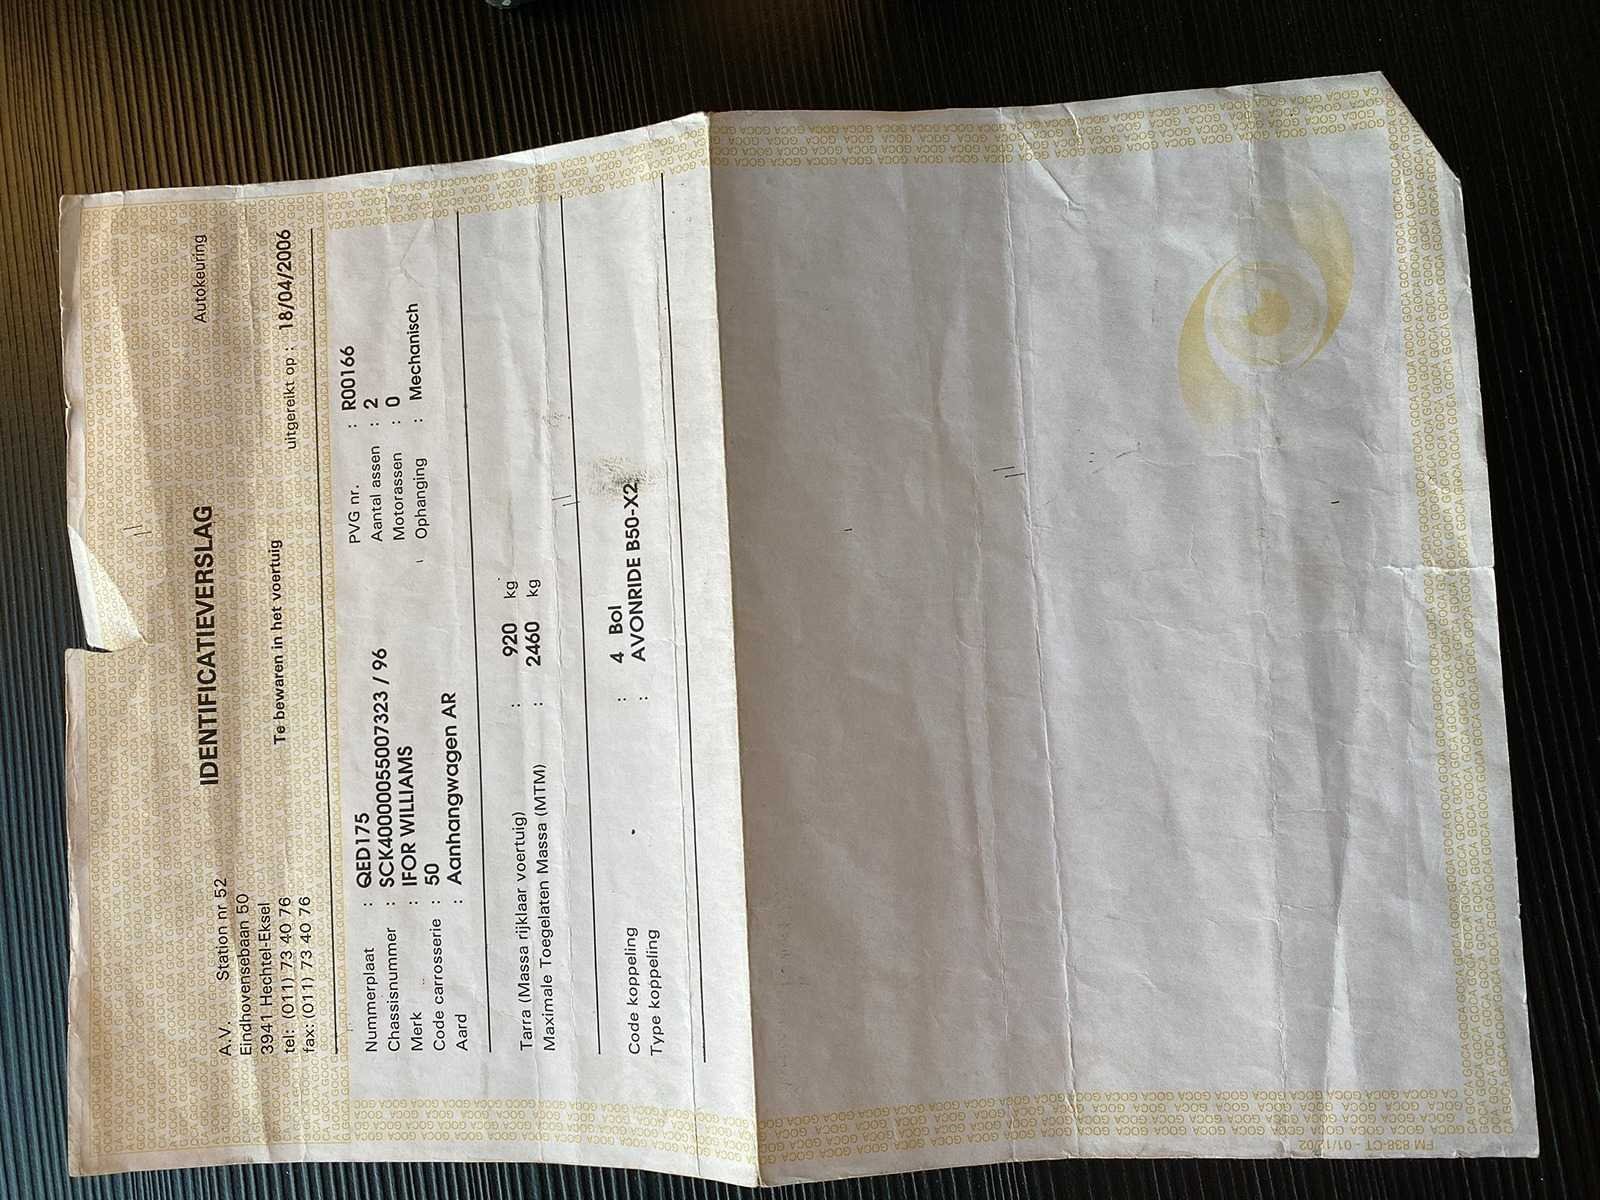 IDENTIFICATIEVERSLAG
Autokeuring
A.V. Station nr 52
Eindhovensebaan 50
3941 Hechtel-Eksel
tel: (011) 73 40 76
fax: (011) 73 40 76
Te bewaren in het voertuig
uitgereikt op : 18/04/2006
Nummerplaat : QED175
Chassisnummer : SCK40000055007323 / 96
Merk : IFOR WILLIAMS
Code carrosserie : 50
Aard : Aanhangwagen AR
PVG nr. : R00166
Aantal assen : 2
Motorassen : 0
Ophanging : Mechanisch
Tarra (Massa rijklaar voertuig) : 920 kg
Maximale Toegelaten Massa (MTM) : 2460 kg
Code koppeling : 4 Bol
Type koppeling : AVONRIDE B50-X2
FM 838-CT - 01/12/02